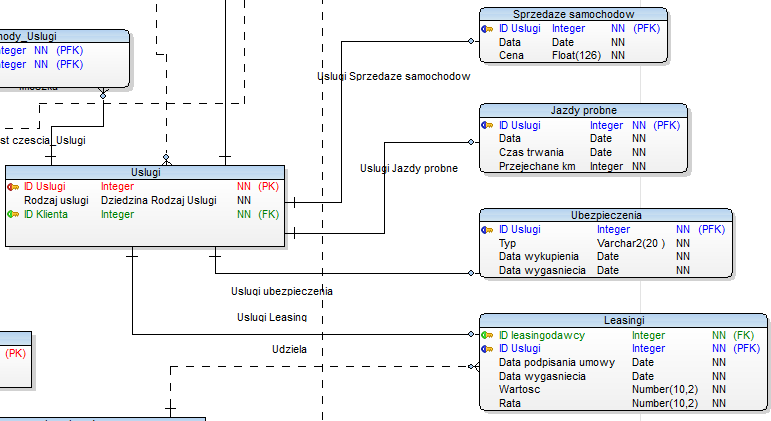 ody_Uslugi
teger NN (PFK)
teger NN (PFK)
st czescia_Uslugi
Uslugi
ID Uslugi Integer NN (PK)
Rodzaj uslugi Dziedzina Rodzaj Uslugi NN
ID Klienta Integer NN (FK)
(PK)
Uslugi Sprzedaze samochodow
Uslugi Jazdy probne
Uslugi ubezpieczenia
Uslugi Leasing
Udziela
Sprzedaze samochodow
ID Uslugi Integer NN (PFK)
Data Date NN
Cena Float(126) NN
Jazdy probne
ID Uslugi Integer NN (PFK)
Data Date NN
Czas trwania Date NN
Przejechane km Integer NN
Ubezpieczenia
ID Uslugi Integer NN (PFK)
Typ Varchar2(20 ) NN
Data wykupienia Date NN
Data wygasniecia Date NN
Leasingi
ID leasingodawcy Integer NN (FK)
ID Uslugi Integer NN (PFK)
Data podpisania umowy Date NN
Data wygasniecia Date NN
Wartosc Number(10,2) NN
Rata Number(10,2) NN